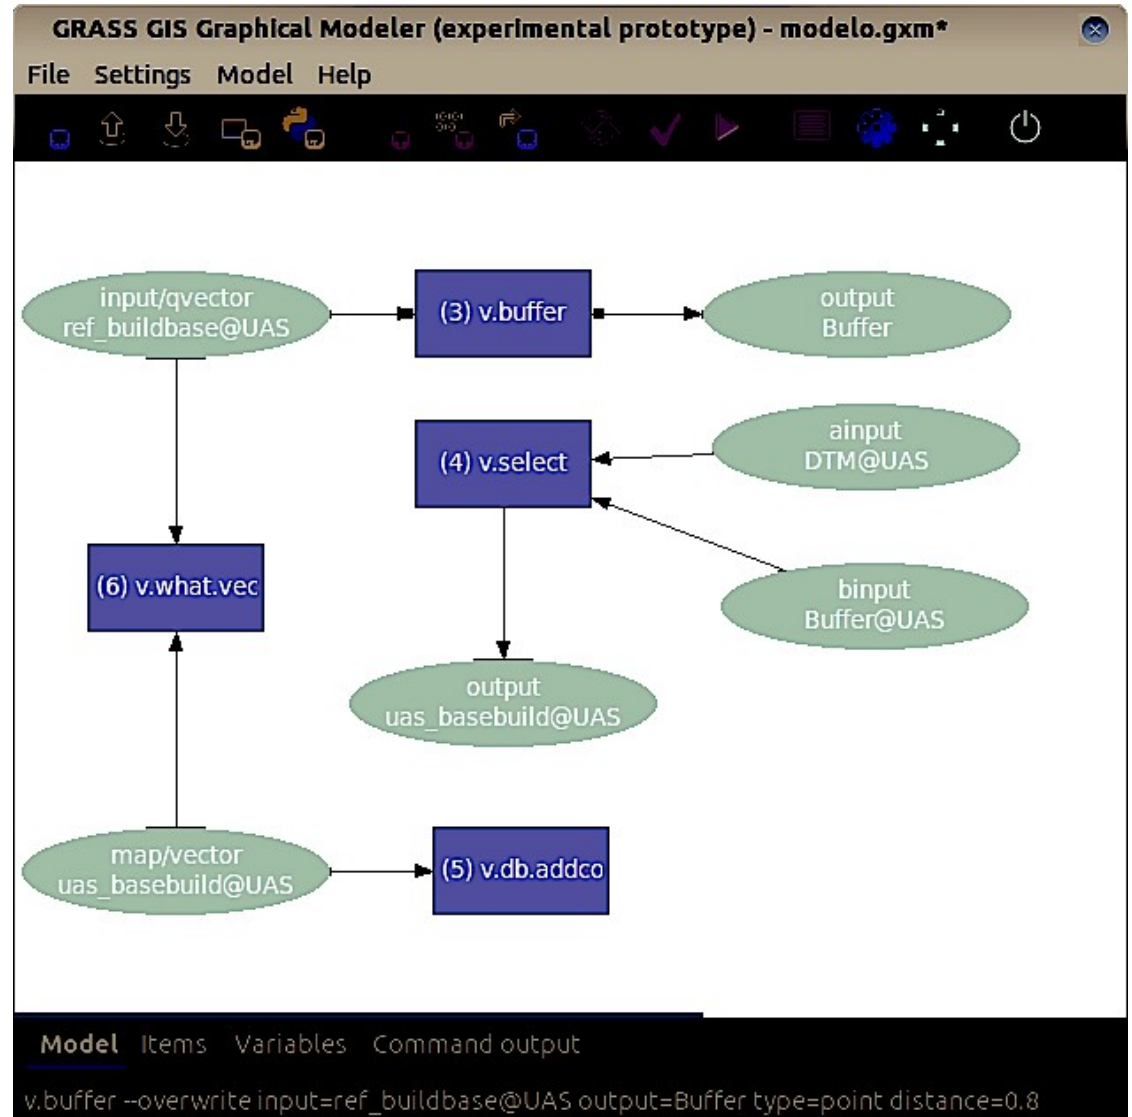 GRASS GIS Graphical Modeler (experimental prototype) - modelo.gxm*
File Settings Model Help
input/qvector
ref_buildbase@UAS
(3) v.buffer
output
Buffer
(4) v.select
ainput
DTM@UAS
(6) v.what.vec
binput
Buffer@UAS
output
uas_basebuild@UAS
map/vector
uas_basebuild@UAS
(5) v.db.addco
Model Items Variables Command output
v.buffer --overwrite input=ref_buildbase@UAS output=Buffer type=point distance=0.8